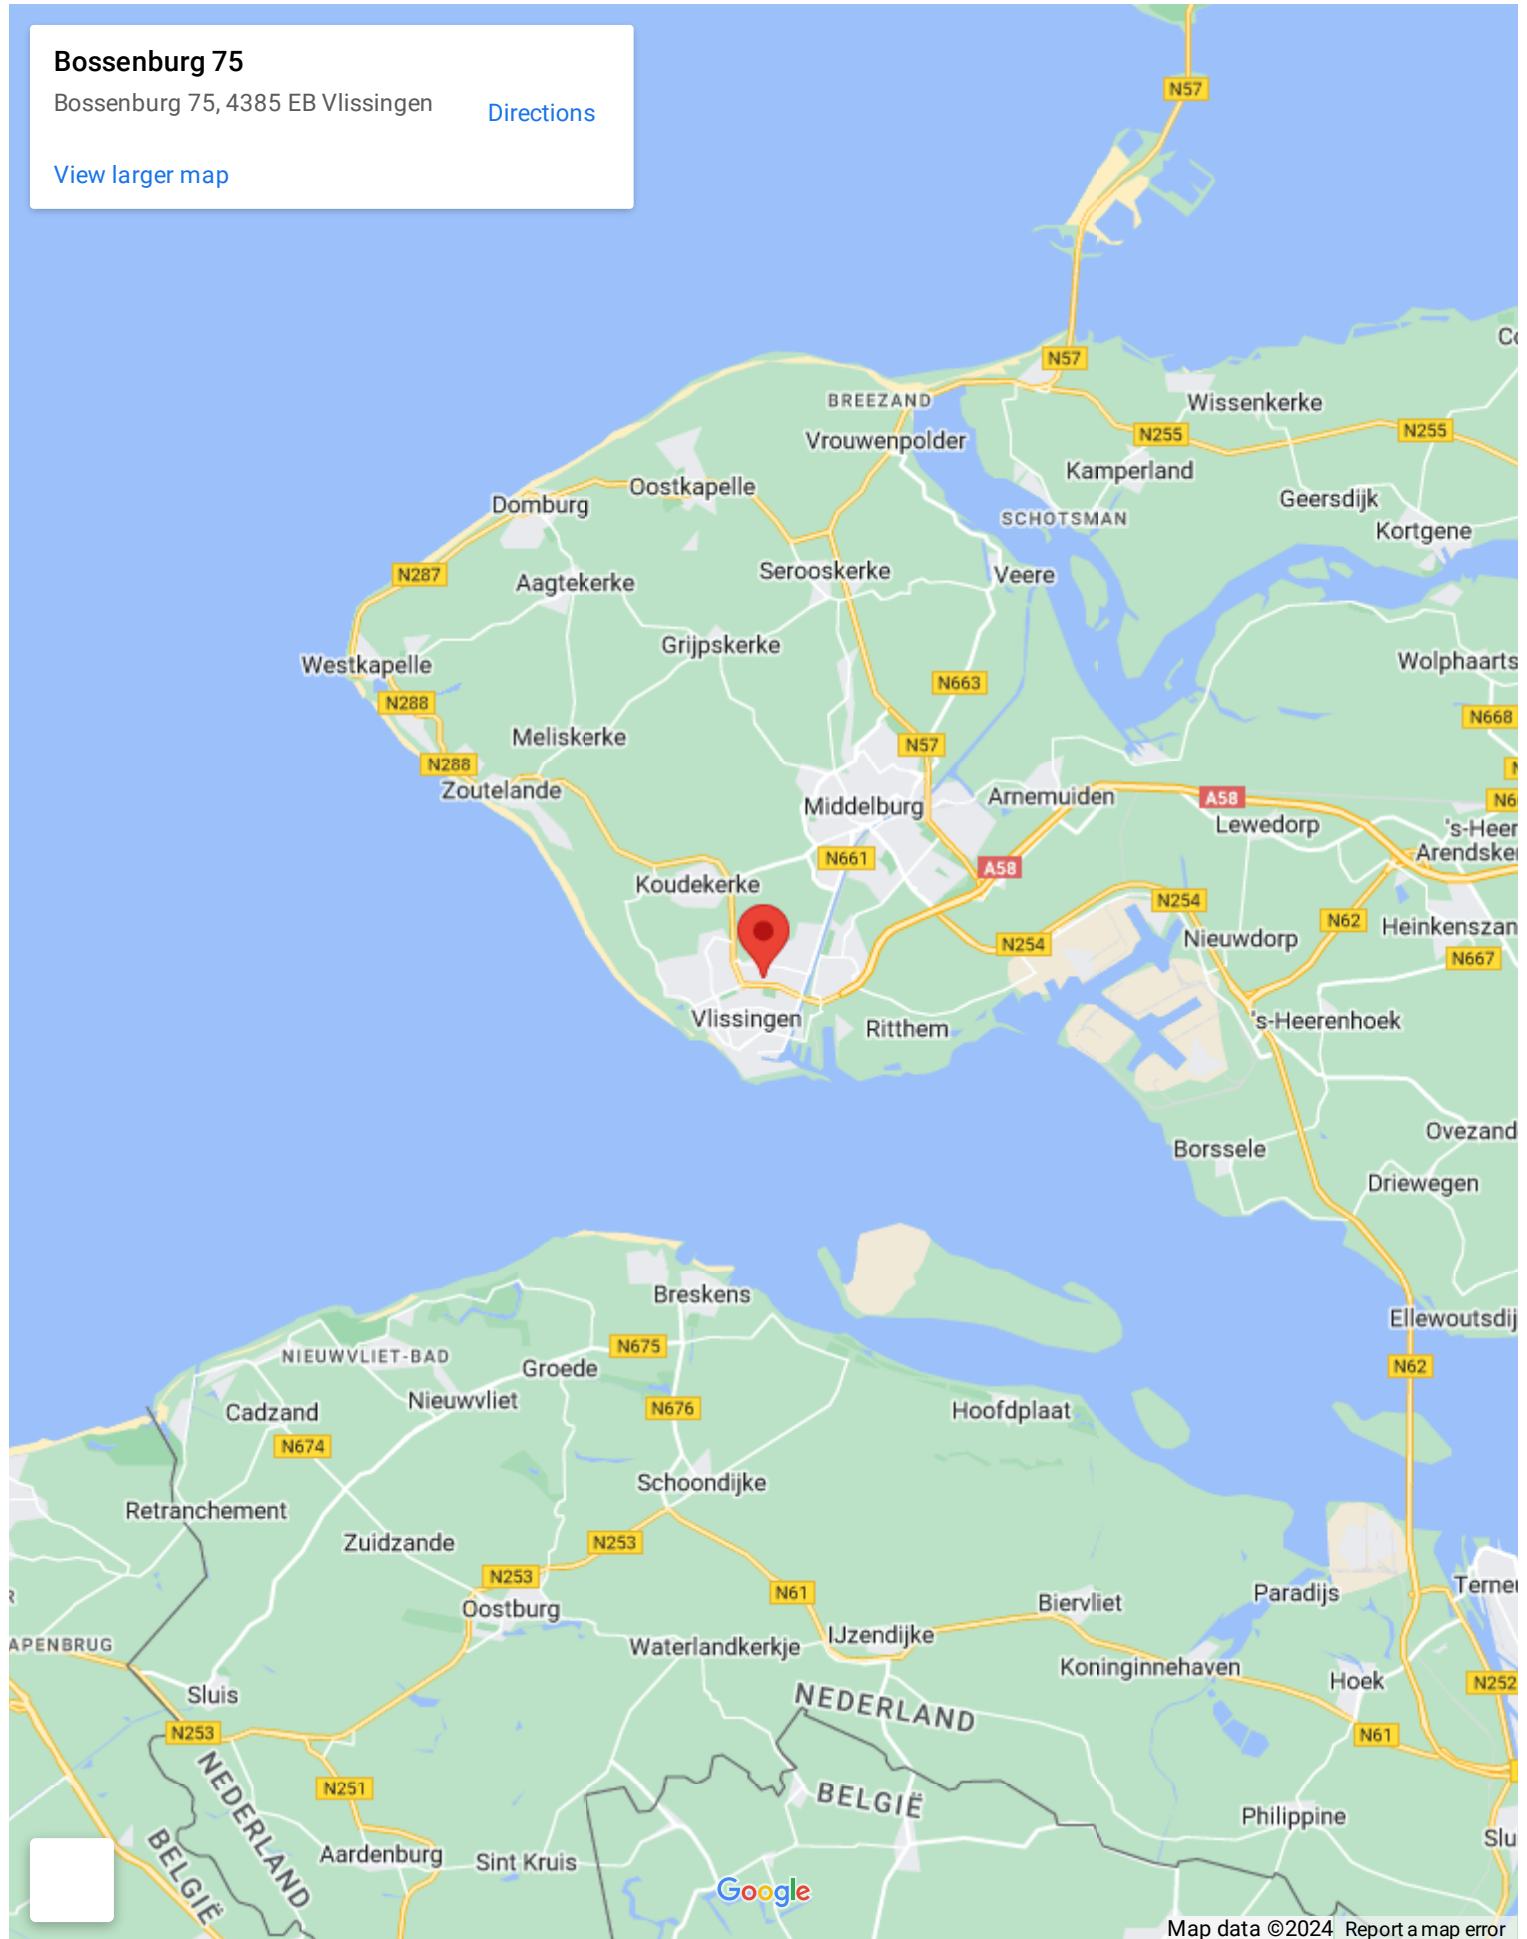 Bossenburg 75
Bossenburg 75, 4385 EB Vlissingen
Directions
View larger map
N57
N57
BREEZAND
Wissenkerke
Vrouwenpolder
N255
N255
Kamperland
Oostkapelle
Domburg
Geersdijk
SCHOTSMAN
Kortgene
N287
Aagtekerke
Serooskerke
Veere
Grijpskerke
Westkapelle
Wolphaarts
N663
N288
N668
Meliskerke
N57
N288
Zoutelande
Middelburg
Arnemuiden
A58
Lewedorp
's-Heer
Arendske
N661
A58
Koudekerke
N254
N62
Heinkenszan
N254
Nieuwdorp
N667
Vlissingen
Ritthem
's-Heerenhoek
Borssele
Ovezand
Driewegen
Breskens
Ellewoutsdij
N675
NIEUWVLIET-BAD
Groede
N62
Nieuwvliet
Cadzand
N676
Hoofdplaat
N674
Schoondijke
Retranchement
Zuidzande
N253
N253
N61
Paradijs
Terneu
Oostburg
Biervliet
APENBRUG
Waterlandkerkje
IJzendijke
Koninginnehaven
Sluis
Hoek
N252
NEDERLAND
N253
N61
NEDERLAND
N251
BELGIË
Philippine
Slu
BELGIË
Aardenburg
Sint Kruis
Google
Map data ©2024
Report a map error